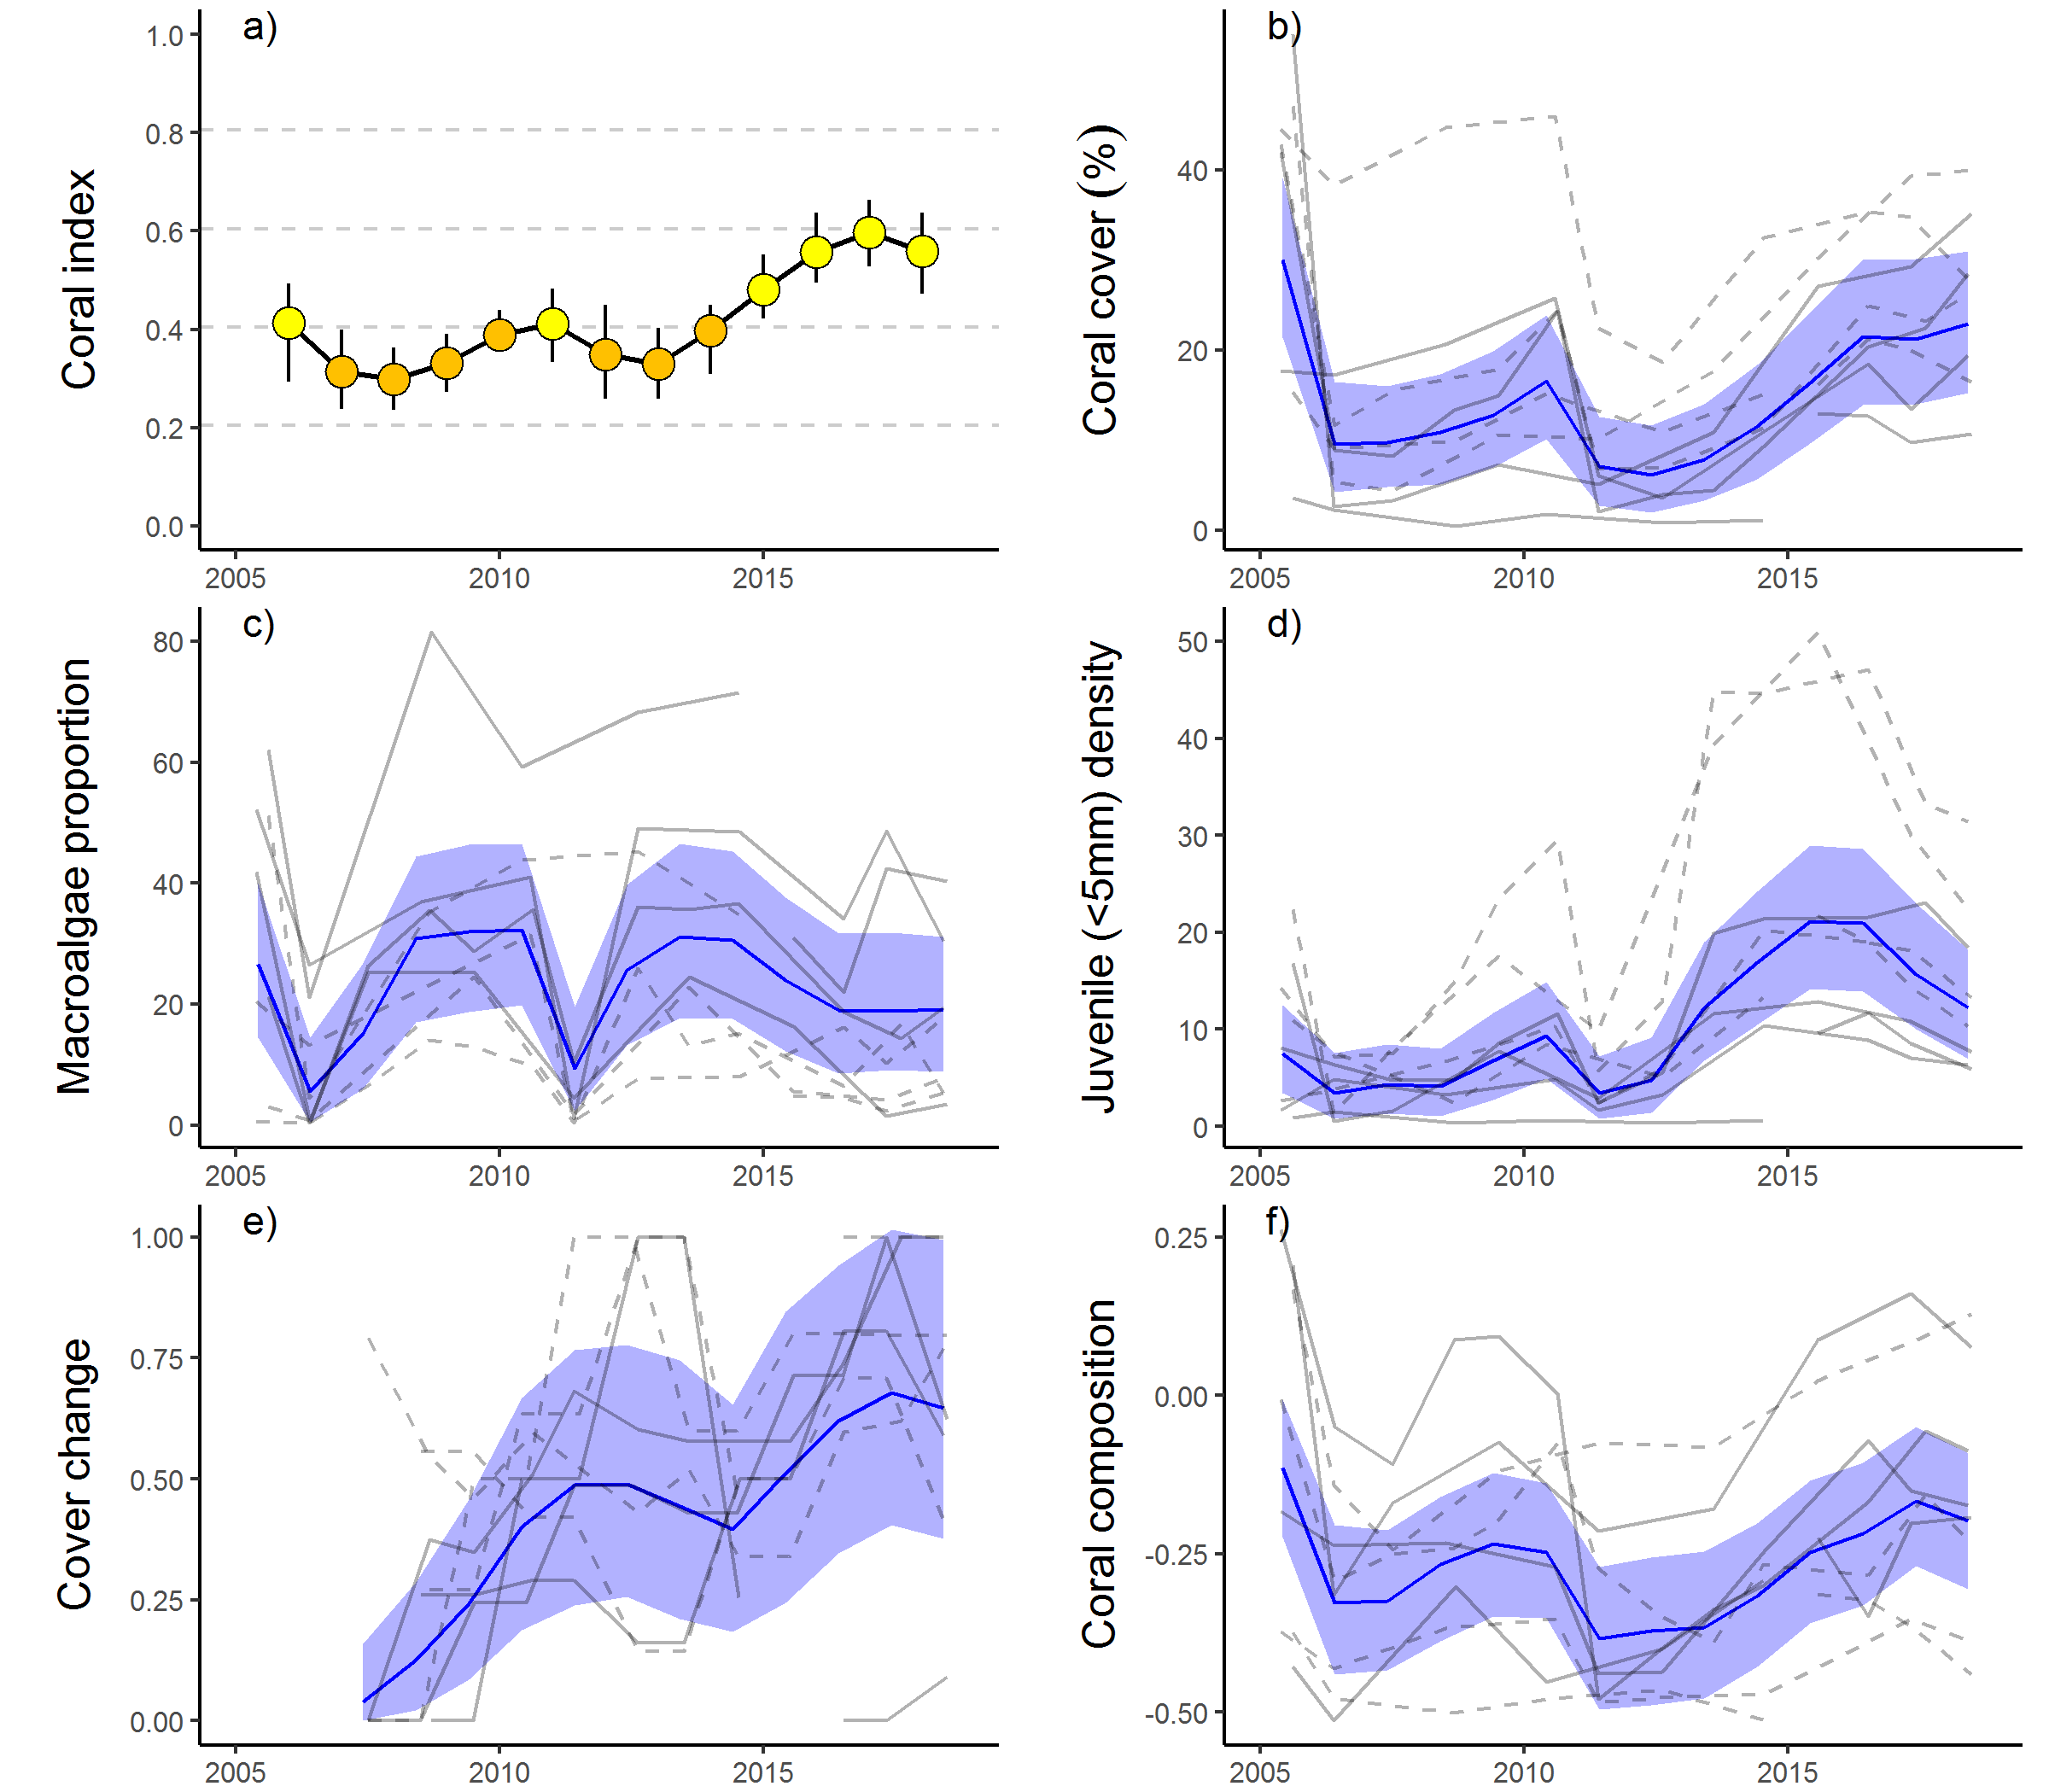 a)
Coral index
1.0
0.8
0.6
0.4
0.2
0.0
2005 2010 2015
b)
Coral cover (%)
40
20
0
2005 2010 2015
c)
Macroalgae proportion
80
60
40
20
0
2005 2010 2015
d)
Juvenile (<5mm) density
50
40
30
20
10
0
2005 2010 2015
e)
Cover change
1.00
0.75
0.50
0.25
0.00
2005 2010 2015
f)
Coral composition
0.25
0.00
-0.25
-0.50
2005 2010 2015